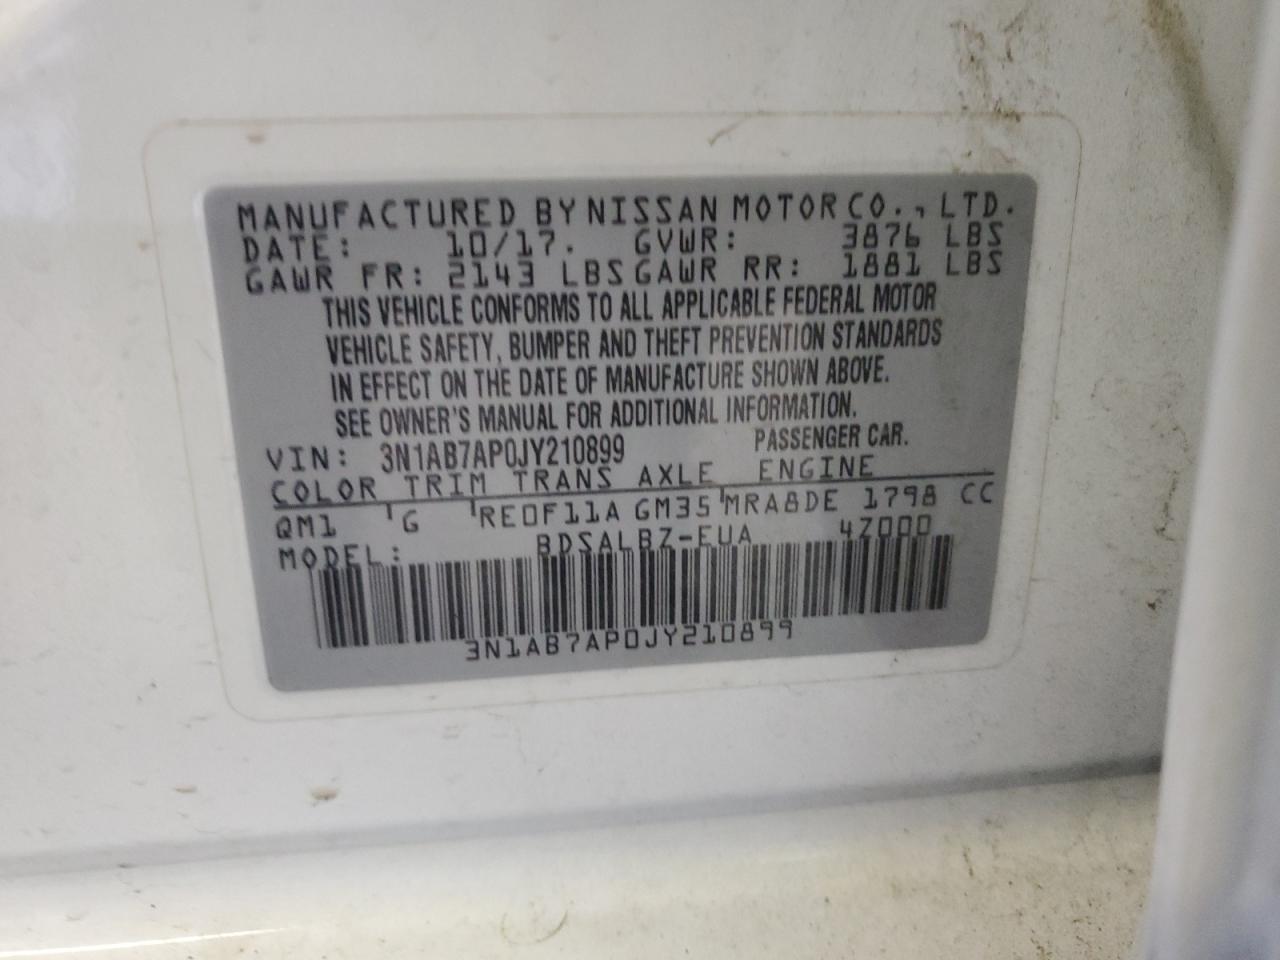 MANUFACTURED BY NISSAN MOTOR CO., LTD.
DATE: 10/17. GVWR: 3876 LBS
GAWR FR: 2143 LBS GAWR RR: 1881 LBS
THIS VEHICLE CONFORMS TO ALL APPLICABLE FEDERAL MOTOR
VEHICLE SAFETY, BUMPER AND THEFT PREVENTION STANDARDS
IN EFFECT ON THE DATE OF MANUFACTURE SHOWN ABOVE.
SEE OWNER'S MANUAL FOR ADDITIONAL INFORMATION.
VIN: 3N1AB7AP0JY210899 PASSENGER CAR.
COLOR TRIM TRANS AXLE ENGINE
QM1 G RE0F11A GM35 MRA8DE 1798 CC
MODEL: BDSALBZ-EUA 4Z000
3N1AB7AP0JY210899